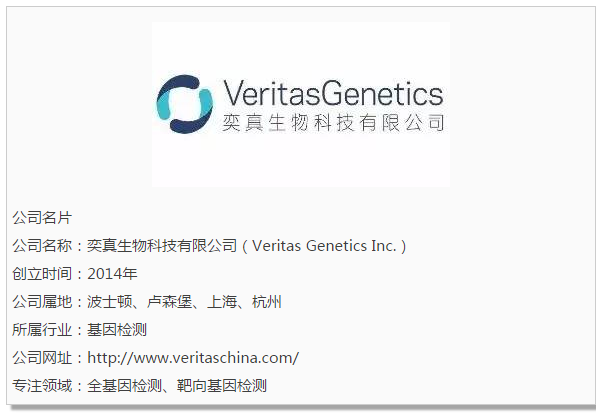 VeritasGenetics
奕真生物科技有限公司
公司名片
公司名称：奕真生物科技有限公司（Veritas Genetics Inc.）
创立时间：2014年
公司属地：波士顿、卢森堡、上海、杭州
所属行业：基因检测
公司网址：http://www.veritaschina.com/
专注领域：全基因检测、靶向基因检测